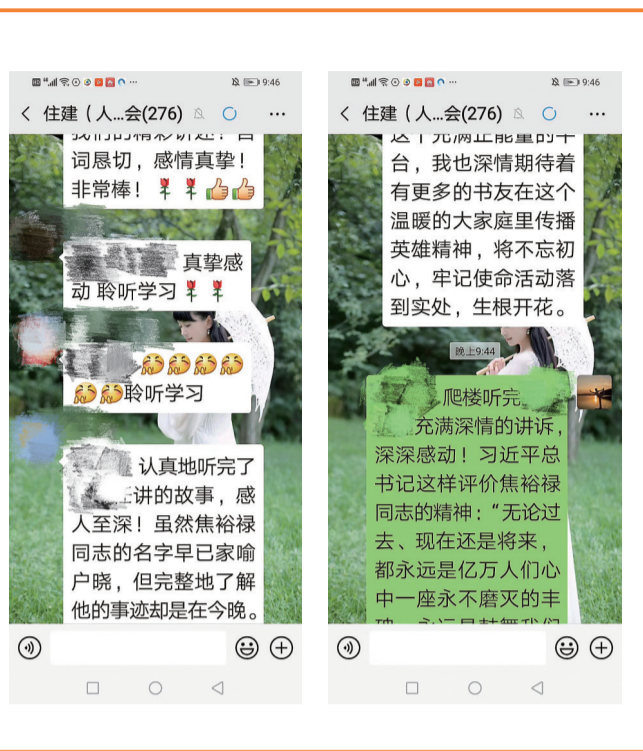 9:46
住建（人...会(276)
我们的精彩讲述！言
词恳切，感情真挚！
非常棒！
真挚感
动 聆听学习
聆听学习
认真地听完了
讲的故事，感
人至深！虽然焦裕禄
同志的名字早已家喻
户晓，但完整地了解
他的事迹却是在今晚。
9:46
住建（人...会(276)
这个充满正能量的平
台，我也深情期待着
有更多的书友在这个
温暖的大家庭里传播
英雄精神，将不忘初
心，牢记使命活动落
到实处，生根开花。
晚上9:44
爬楼听完
充满深情的讲诉，
深深感动！习近平总
书记这样评价焦裕禄
同志的精神：“无论过
去、现在还是将来，
都永远是亿万人们心
中一座永不磨灭的丰
碑，永远是鼓舞我们